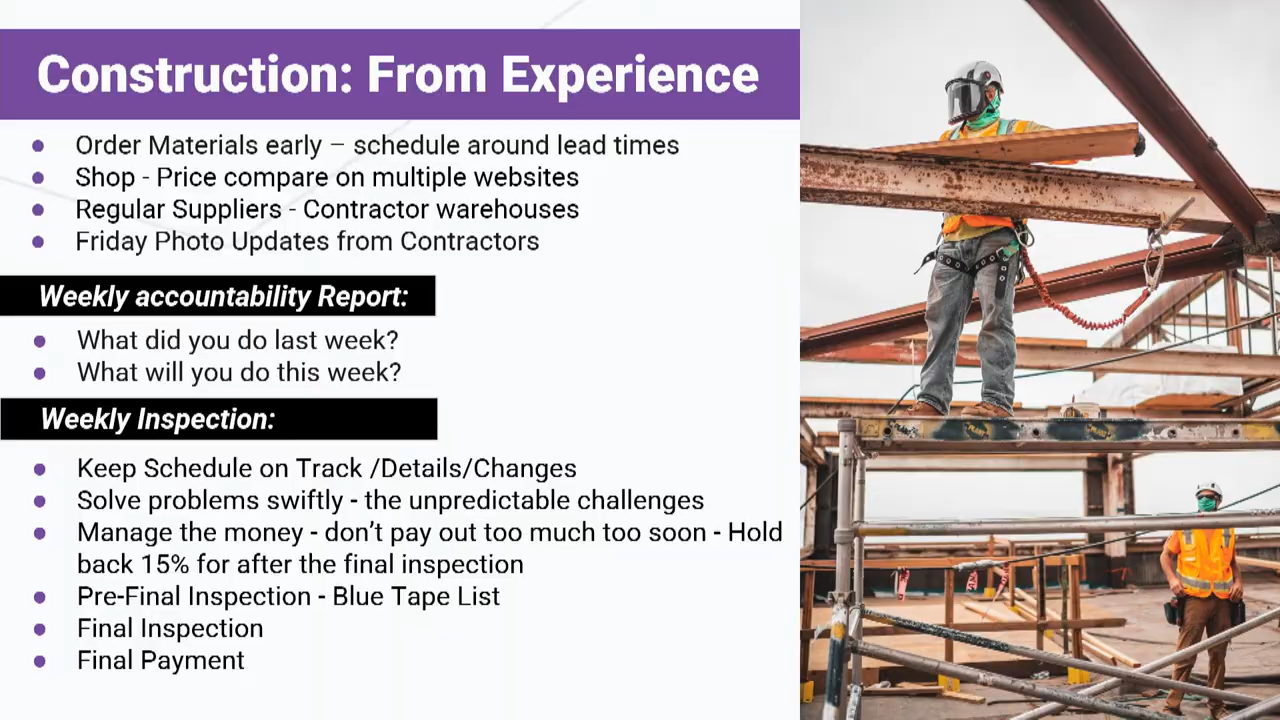 Construction: From Experience
● Order Materials early – schedule around lead times
● Shop - Price compare on multiple websites
● Regular Suppliers - Contractor warehouses
● Friday Photo Updates from Contractors
Weekly accountability Report:
● What did you do last week?
● What will you do this week?
Weekly Inspection:
● Keep Schedule on Track /Details/Changes
● Solve problems swiftly - the unpredictable challenges
● Manage the money - don’t pay out too much too soon - Hold
back 15% for after the final inspection
● Pre-Final Inspection - Blue Tape List
● Final Inspection
● Final Payment